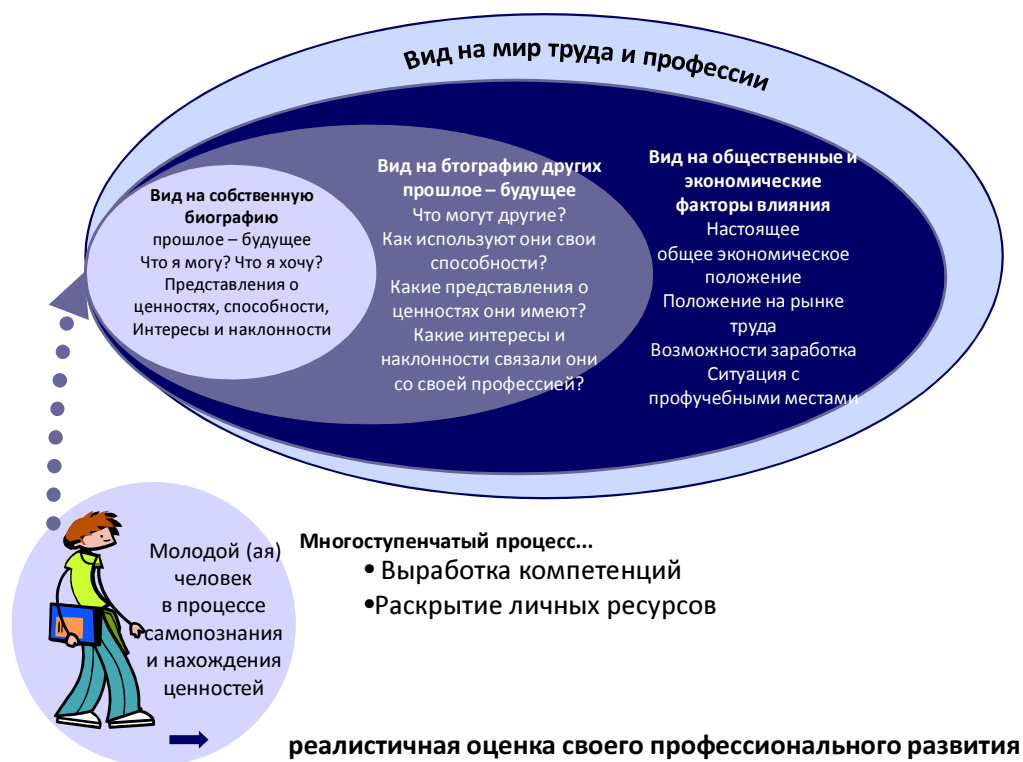 Вид на мир труда и профессии
Вид на собственную
биографию
прошлое – будущее
Что я могу? Что я хочу?
Представления о
ценностях, способности,
Интересы и наклонности
Вид на бтографию других
прошлое – будущее
Что могут другие?
Как используют они свои
способности?
Какие представления о
ценностях они имеют?
Какие интересы и
наклонности связали они
со своей профессией?
Вид на общественные и
экономические
факторы влияния
Настоящее
общее экономическое
положение
Положение на рынке
труда
Возможности заработка
Ситуация с
профучебными местами
Молодой (ая)
человек
в процессе
самопознания
и нахождения
ценностей
Многоступенчатый процесс...
• Выработка компетенций
•Раскрытие личных ресурсов
реалистичная оценка своего профессионального развития